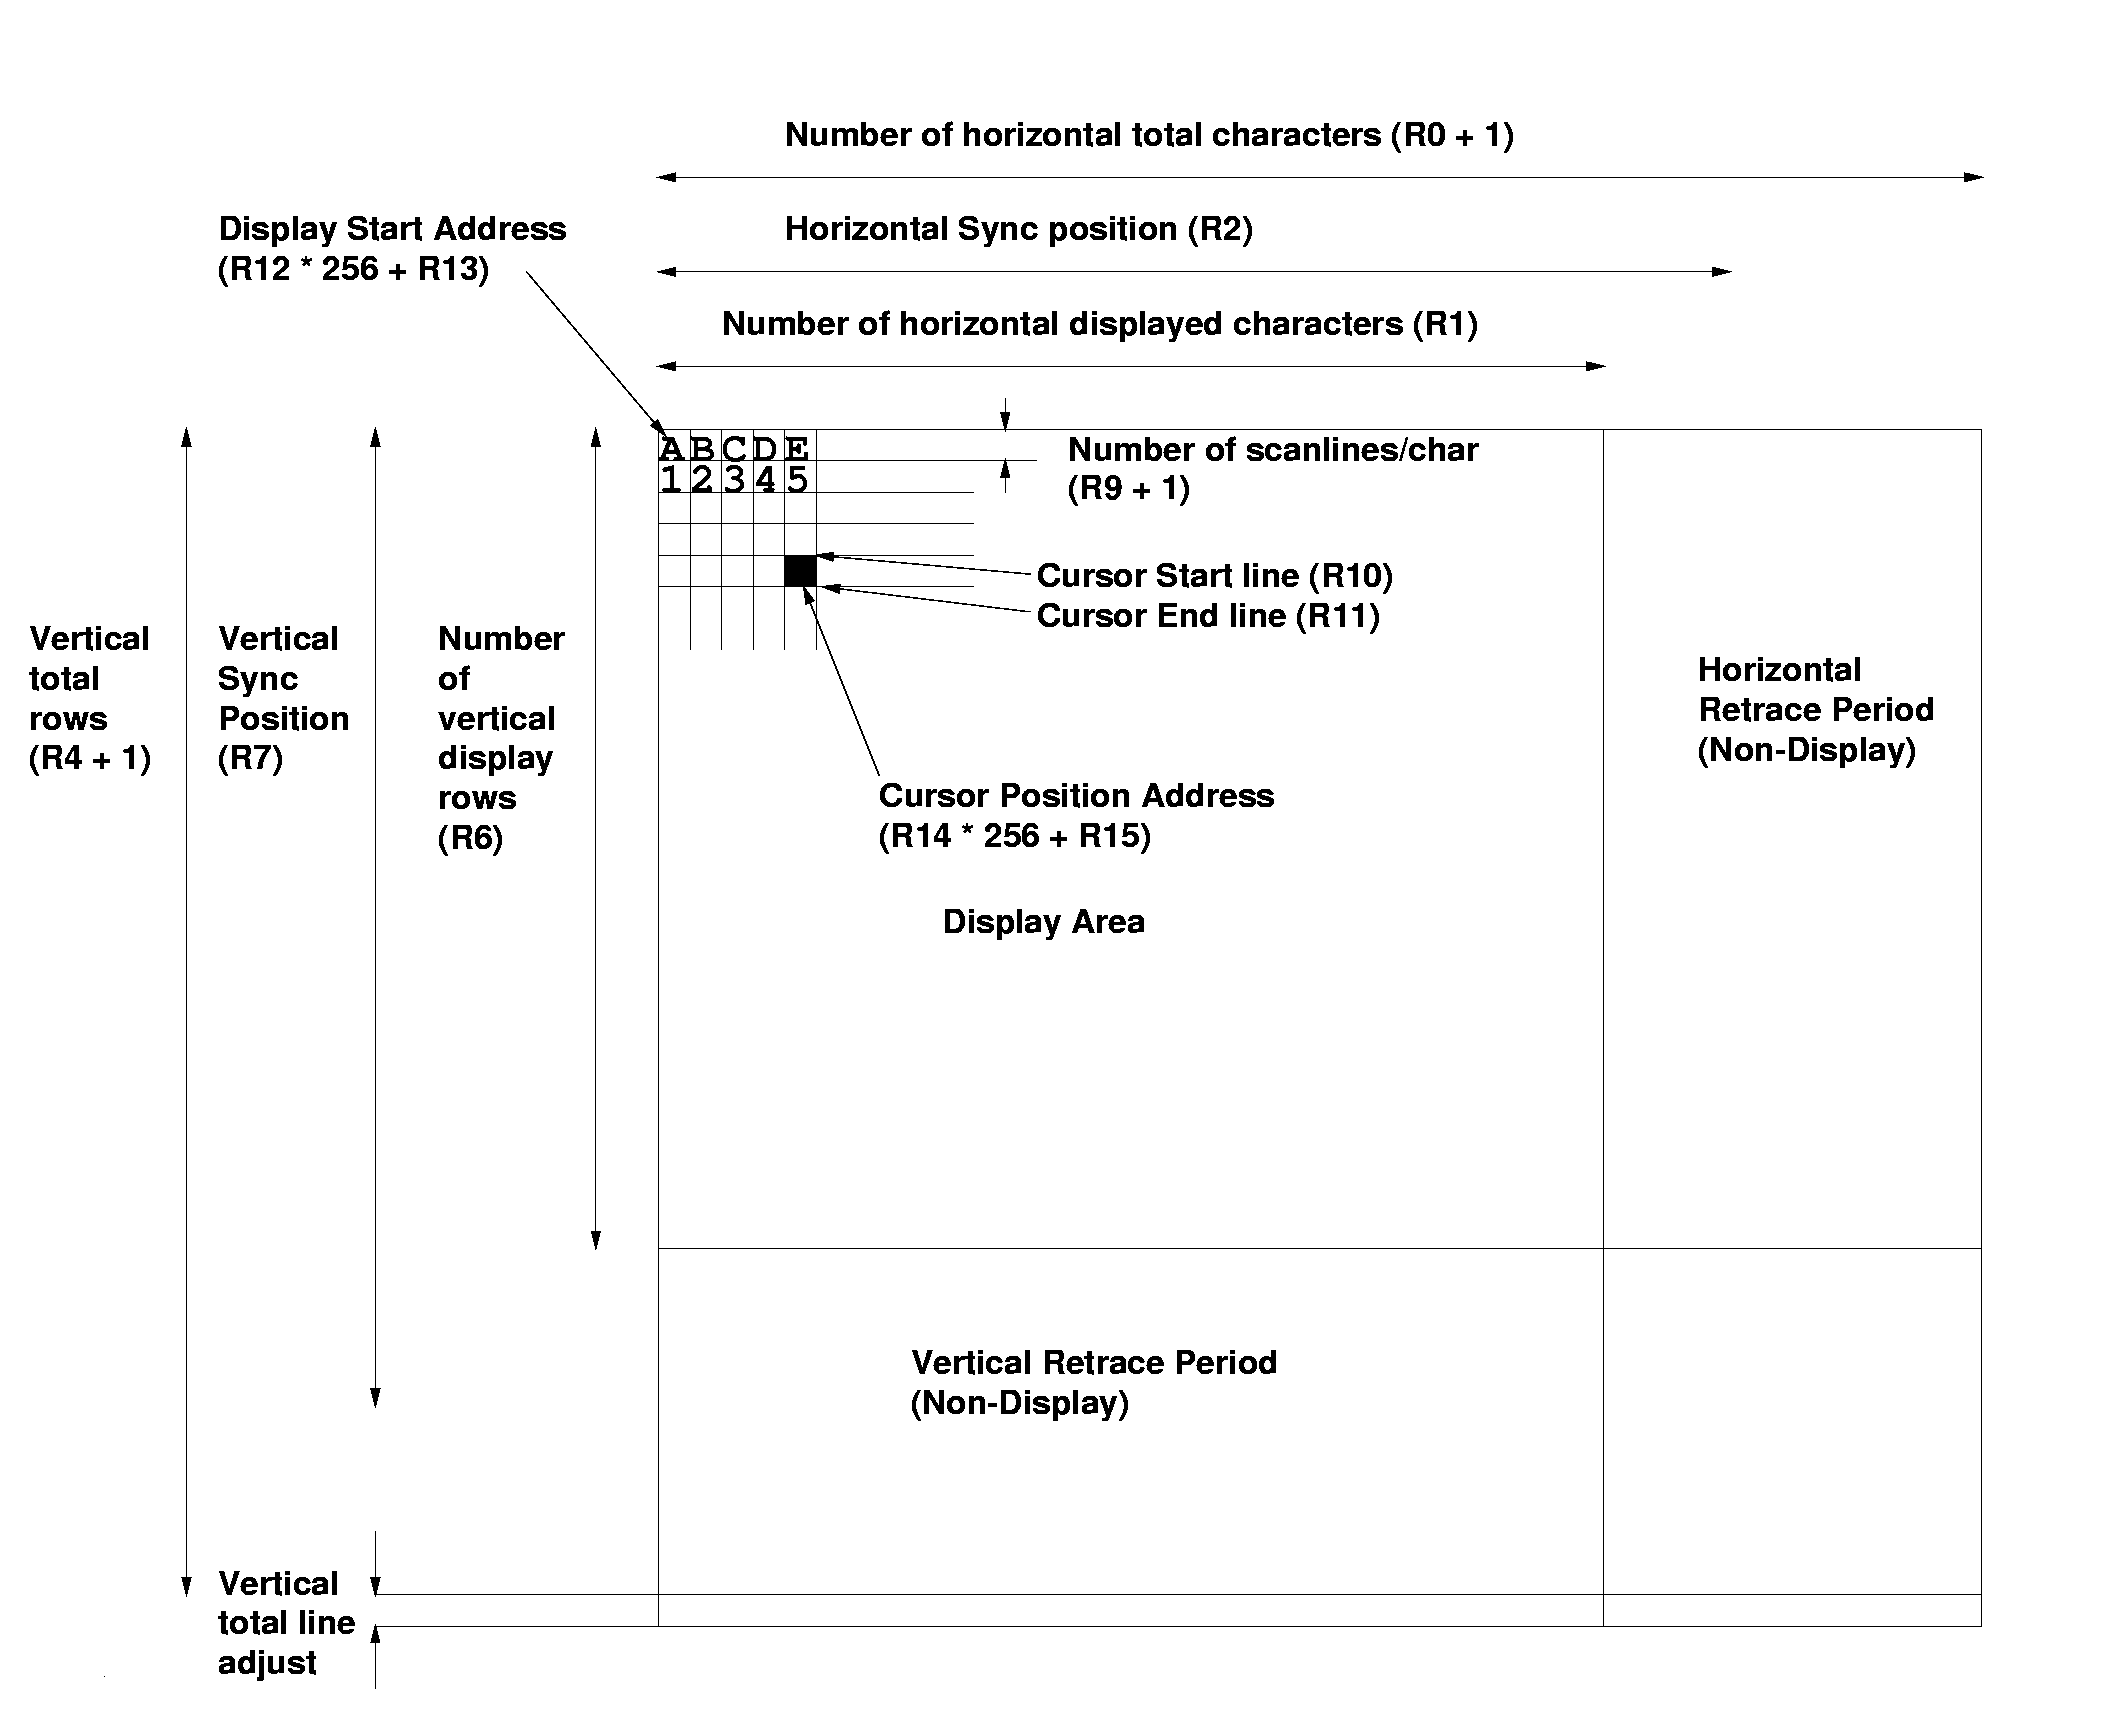 Number of horizontal total characters (R0 + 1)
Display Start Address
(R12 * 256 + R13)
Horizontal Sync position (R2)
Number of horizontal displayed characters (R1)
A B C D E
1 2 3 4 5
Number of scanlines/char
(R9 + 1)
Cursor Start line (R10)
Cursor End line (R11)
Vertical
total
rows
(R4 + 1)
Vertical
Sync
Position
(R7)
Number
of
vertical
display
rows
(R6)
Horizontal
Retrace Period
(Non-Display)
Cursor Position Address
(R14 * 256 + R15)
Display Area
Vertical Retrace Period
(Non-Display)
Vertical
total line
adjust